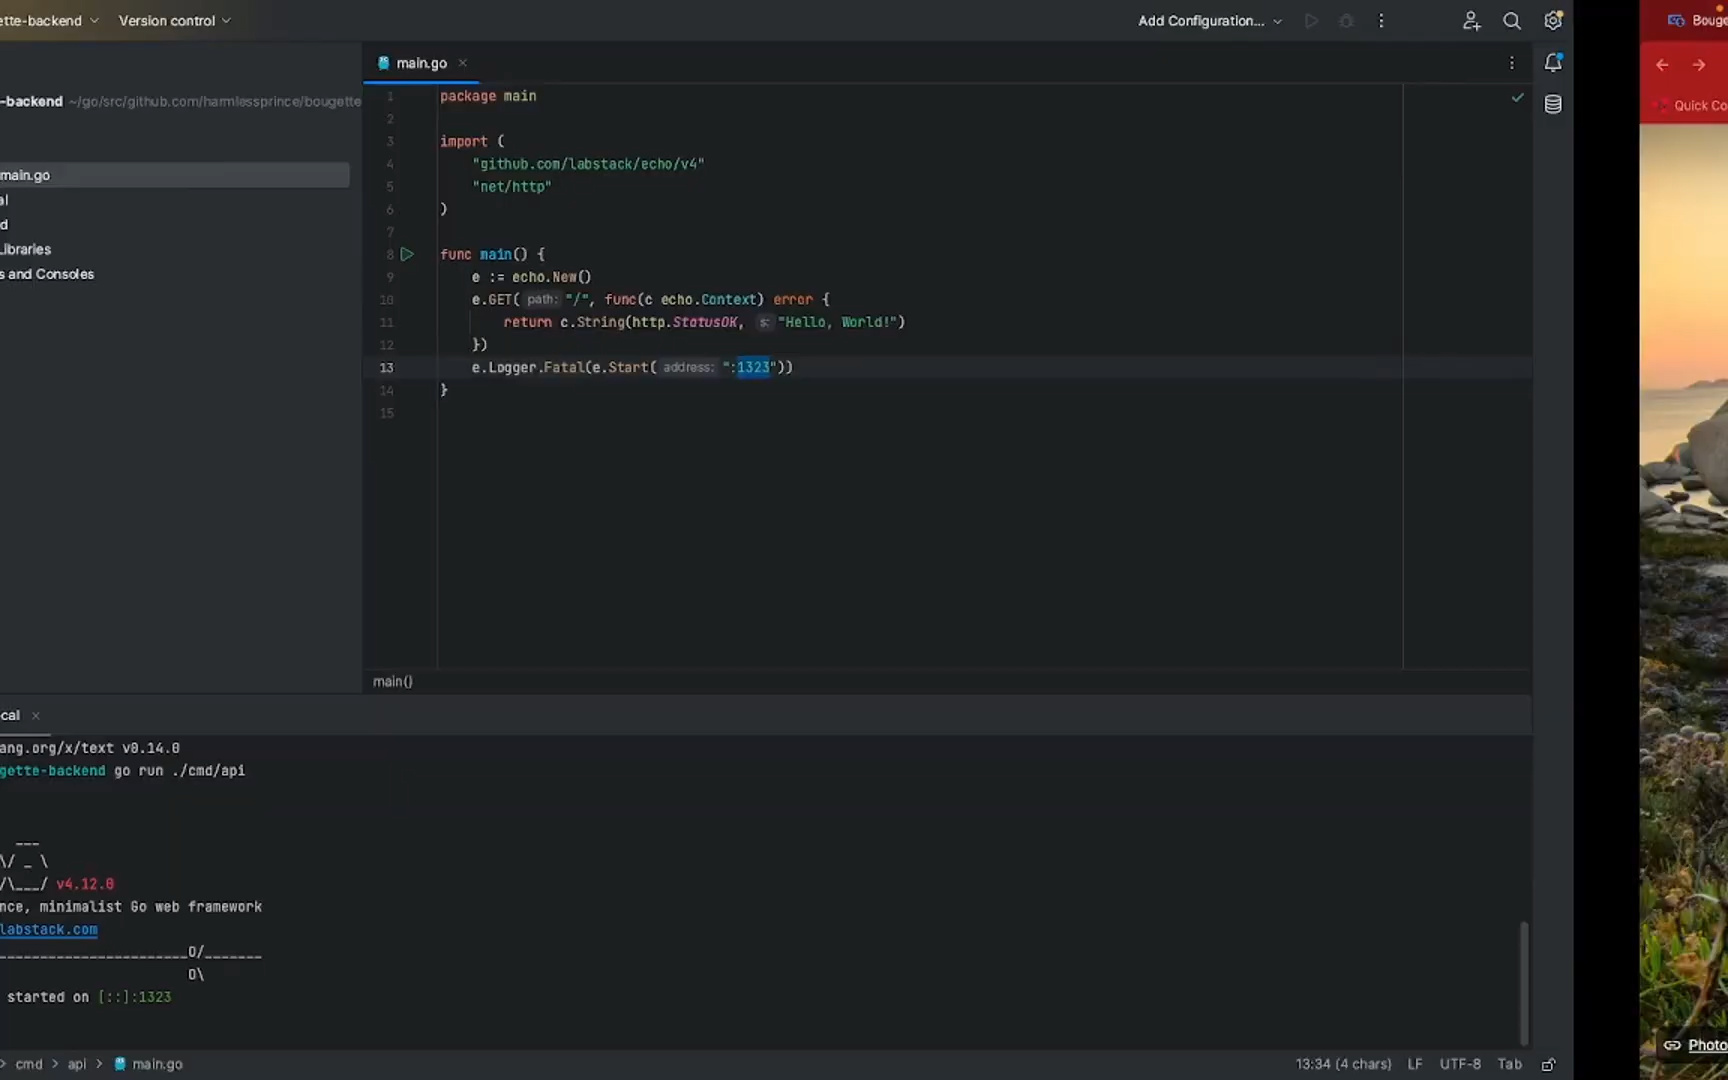 ette-backend
Version control
Add Configuration...
Bouge
main.go
-backend ~/go/src/github.com/harmlessprince/bougette
Quick Co
main.go
al
d
Libraries
s and Consoles
1 package main
2
3 import (
4 "github.com/labstack/echo/v4"
5 "net/http"
6 )
7
8 func main() {
9 e := echo.New()
10 e.GET( path: "/", func(c echo.Context) error {
11 return c.String(http.StatusOK, s: "Hello, World!")
12 })
13 e.Logger.Fatal(e.Start( address: ":1323"))
14 }
15
main()
cal
ang.org/x/text v0.14.0
gette-backend go run ./cmd/api
___
\/ _ \
/\___/ v4.12.0
nce, minimalist Go web framework
labstack.com
_______________________O/_______
O\
started on [::]:1323
cmd > api > main.go
13:34 (4 chars) LF UTF-8 Tab
Photo